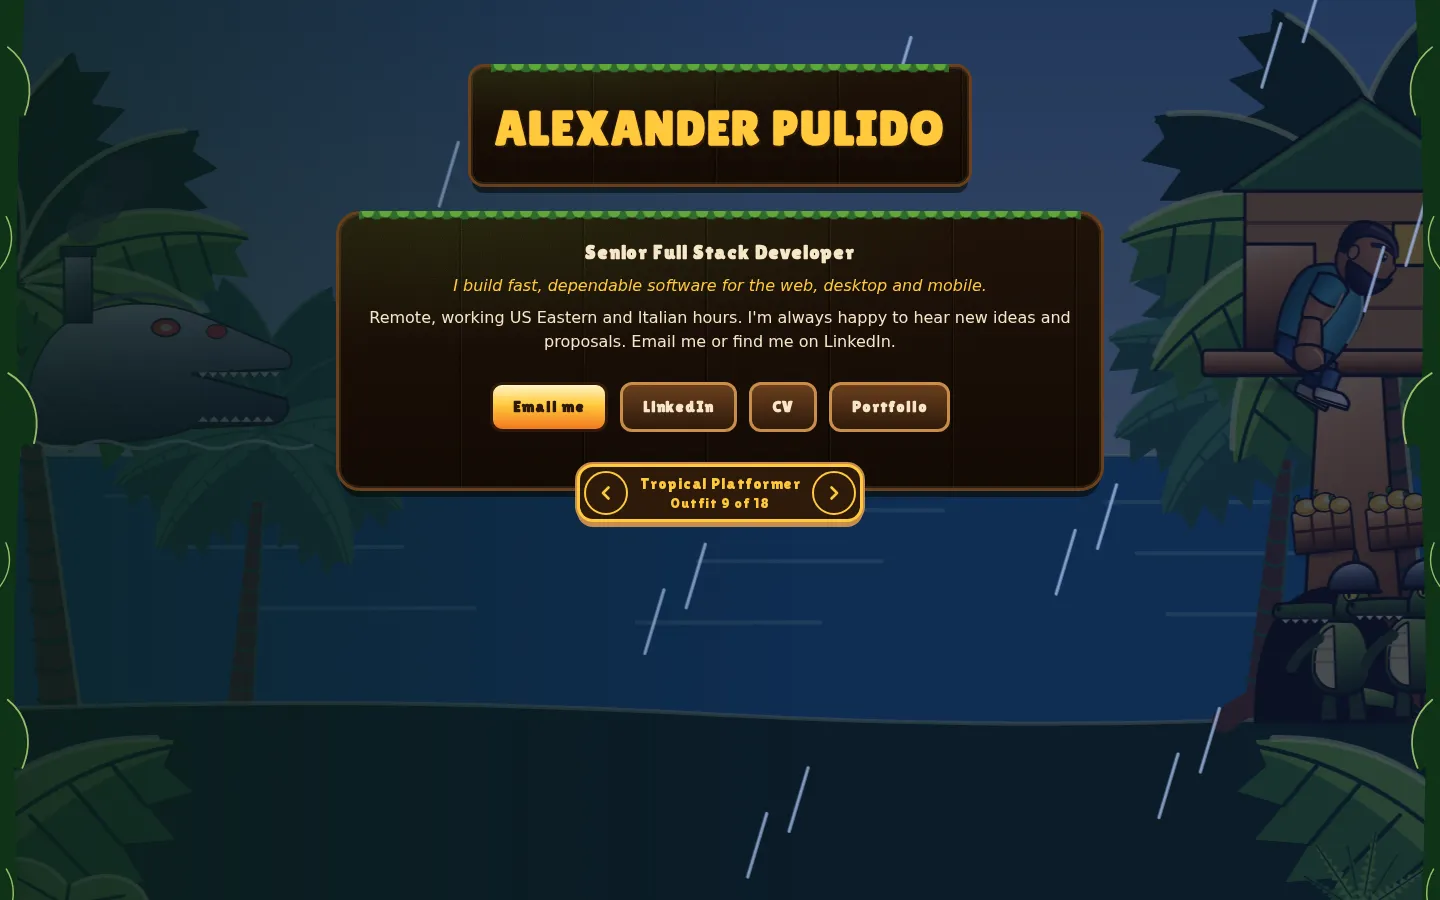 ALEXANDER PULIDO
Senior Full Stack Developer
I build fast, dependable software for the web, desktop and mobile.
Remote, working US Eastern and Italian hours. I'm always happy to hear new ideas and
proposals. Email me or find me on LinkedIn.
Email me
LinkedIn
CV
Portfolio
Tropical Platformer
Outfit 9 of 18